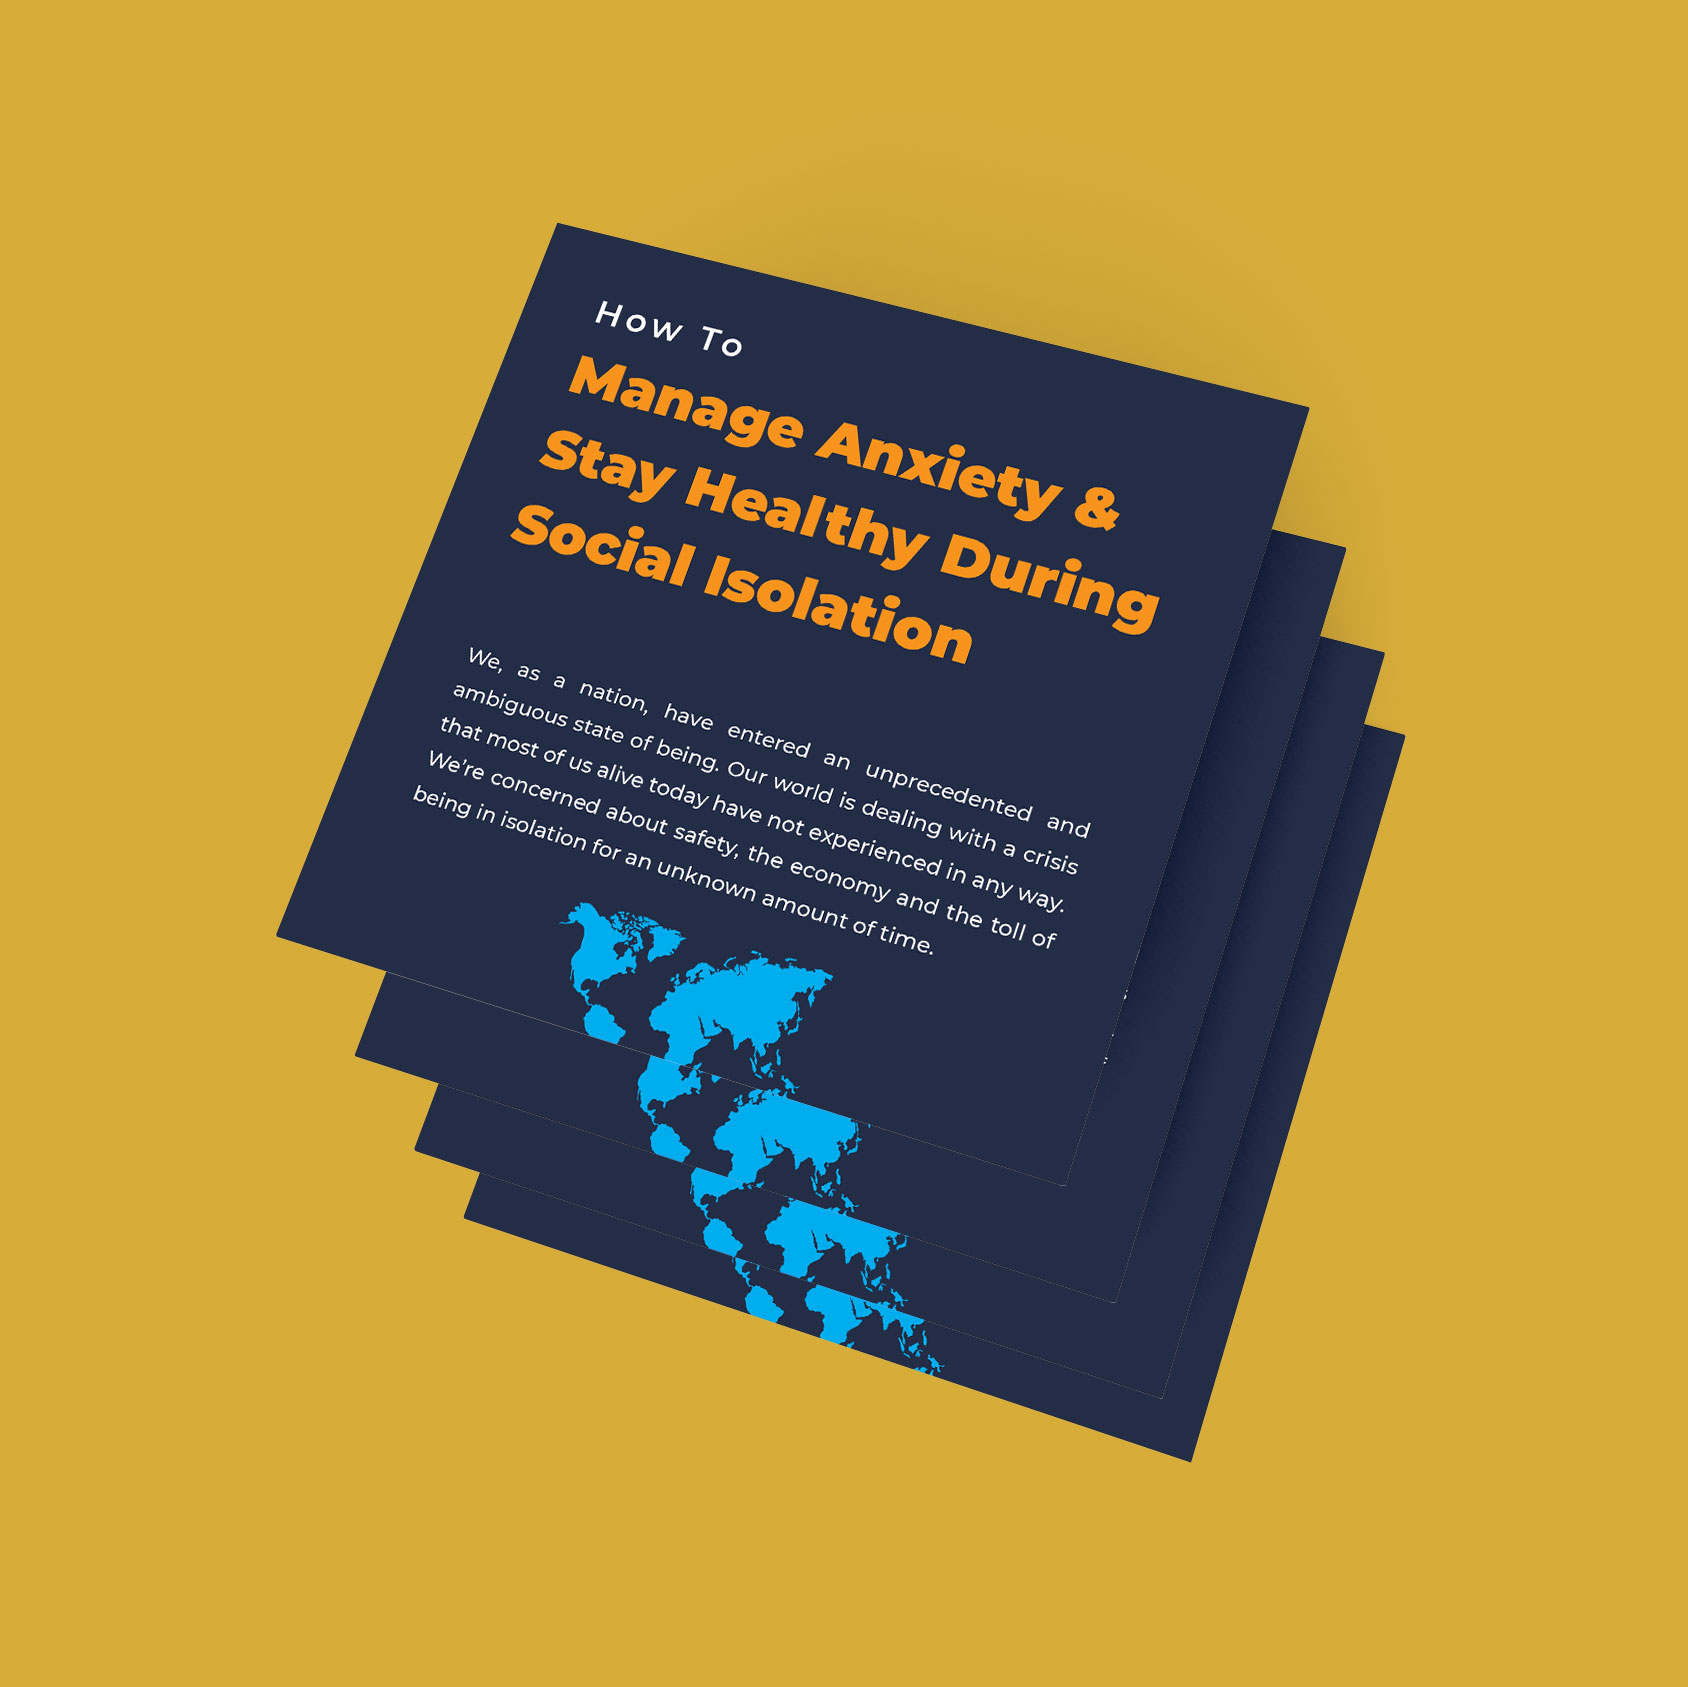 How To
Manage Anxiety &
Stay Healthy During
Social Isolation
We, as a nation, have entered an unprecedented and
ambiguous state of being. Our world is dealing with a crisis
that most of us alive today have not experienced in any way.
We're concerned about safety, the economy and the toll of
being in isolation for an unknown amount of time.